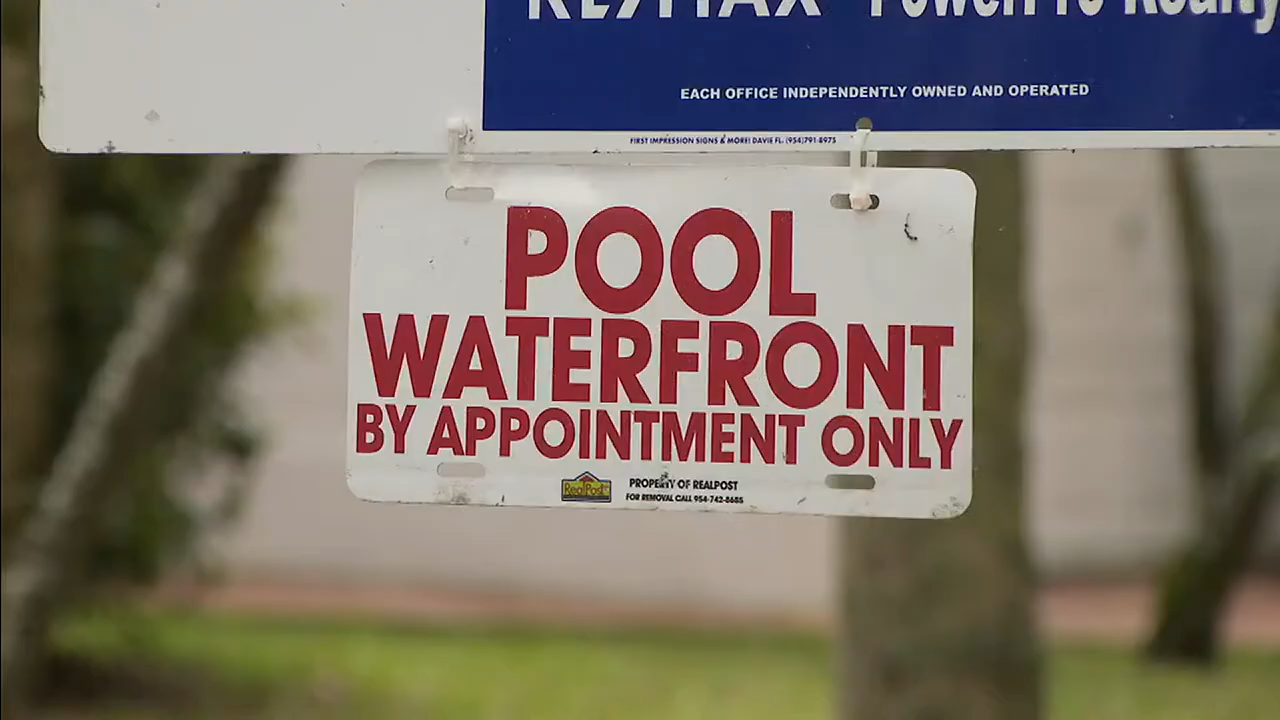 RE/MAX PowerPro Realty
EACH OFFICE INDEPENDENTLY OWNED AND OPERATED
FIRST IMPRESSION SIGNS & MORE! DAVIE FL. (954)791-8975
POOL
WATERFRONT
BY APPOINTMENT ONLY
RealPost
PROPERTY OF REALPOST
FOR REMOVAL CALL 954-742-8685